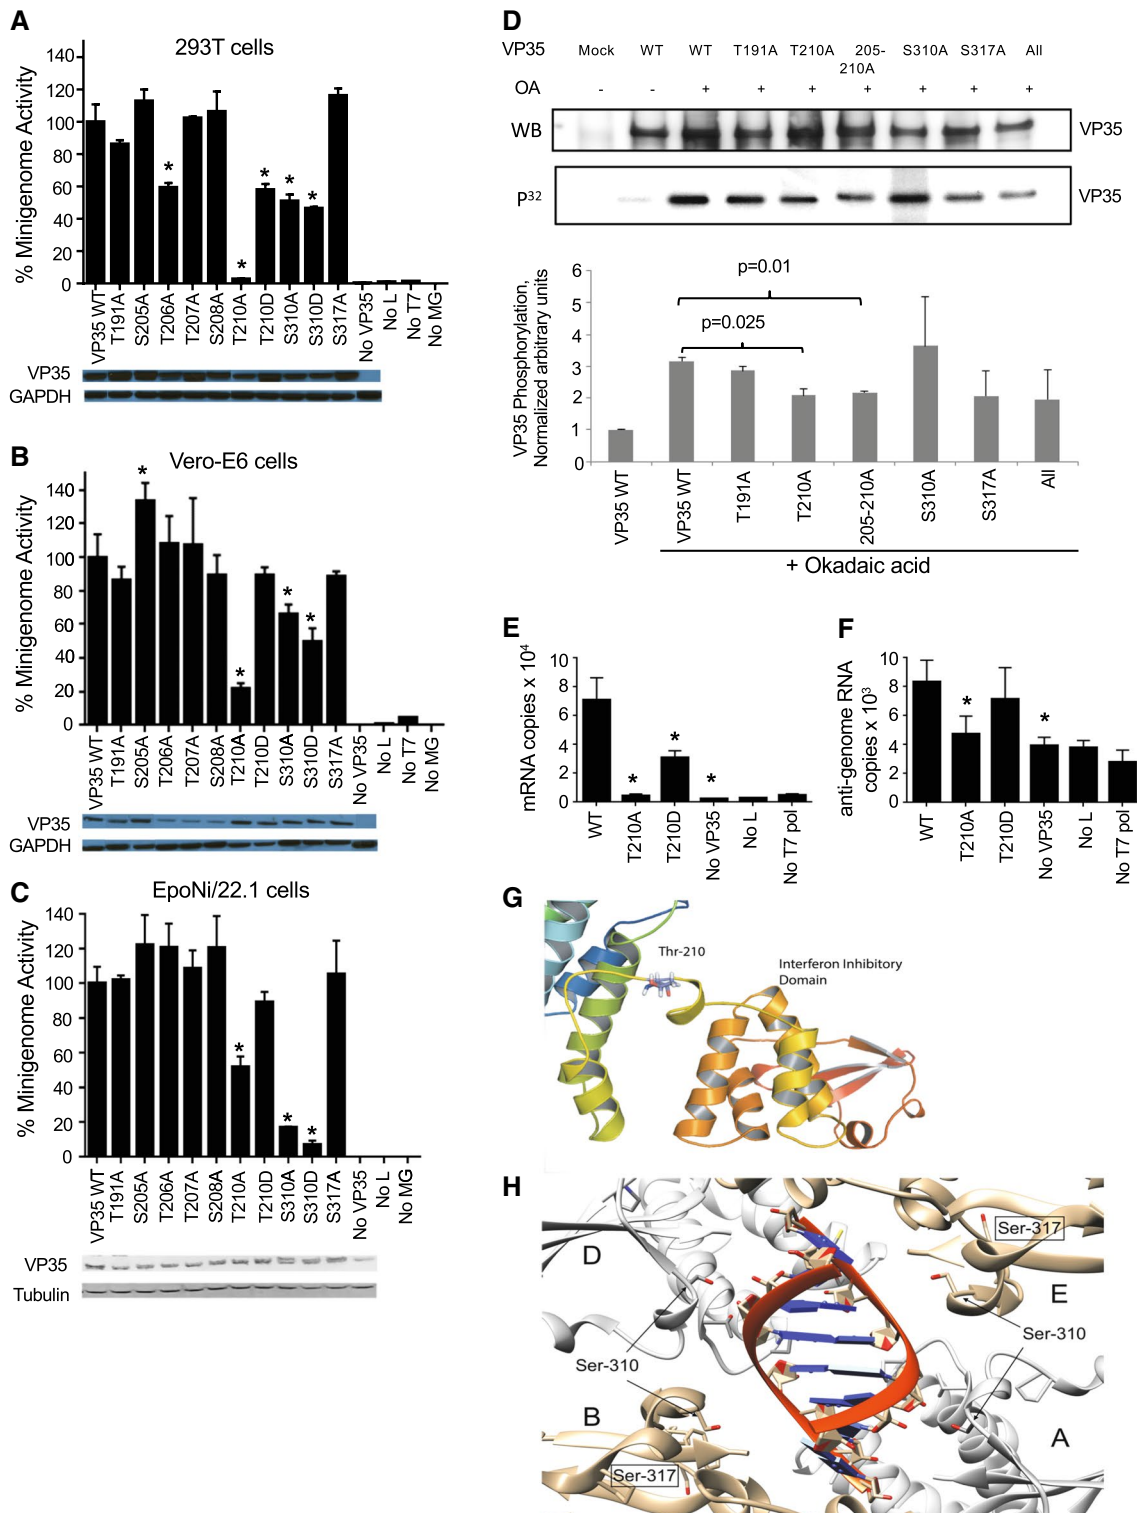 A
293T cells
% Minigenome Activity
140
120
100
80
60
40
20
0
* * * * *
VP35 WT
T191A
S205A
T206A
T207A
S208A
T210A
T210D
S310A
S310D
S317A
No VP35
No L
No T7
No MG
VP35
GAPDH
B
Vero-E6 cells
% Minigenome Activity
140
120
100
80
60
40
20
0
* * * *
VP35 WT
T191A
S205A
T206A
T207A
S208A
T210A
T210D
S310A
S310D
S317A
No VP35
No L
No T7
No MG
VP35
GAPDH
C
EpoNi/22.1 cells
% Minigenome Activity
140
120
100
80
60
40
20
0
* * *
VP35 WT
T191A
S205A
T206A
T207A
S208A
T210A
T210D
S310A
S310D
S317A
No VP35
No L
No MG
VP35
Tubulin
D
VP35 Mock WT WT T191A T210A 205-210A S310A S317A All
OA - - + + + + + + +
WB VP35
P32 VP35
VP35 Phosphorylation,
Normalized arbitrary units
6
5
4
3
2
1
0
p=0.01
p=0.025
VP35 WT
VP35 WT
T191A
T210A
205-210A
S310A
S317A
All
+ Okadaic acid
E
mRNA copies x 10⁴
10
8
6
4
2
0
* * *
WT
T210A
T210D
No VP35
No L
No T7 pol
F
anti-genome RNA
copies x 10³
10
8
6
4
2
0
* *
WT
T210A
T210D
No VP35
No L
No T7 pol
G
Thr-210
Interferon Inhibitory
Domain
H
D
Ser-317
E
Ser-310
Ser-310
B
A
Ser-317